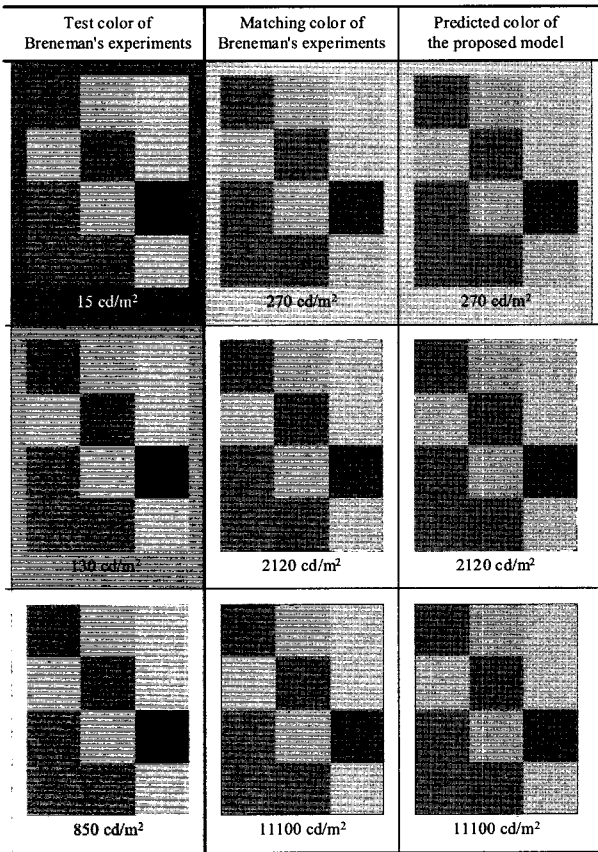 Test color of
Breneman's experiments
Matching color of
Breneman's experiments
Predicted color of
the proposed model
15 cd/m²
270 cd/m²
270 cd/m²
130 cd/m²
2120 cd/m²
2120 cd/m²
850 cd/m²
11100 cd/m²
11100 cd/m²